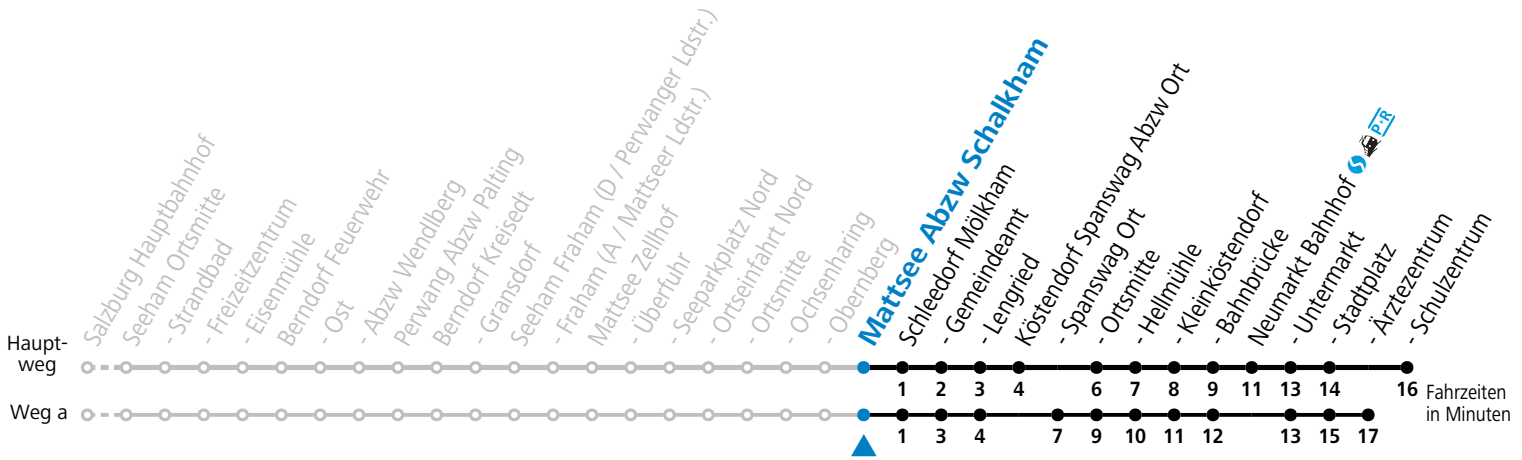 Salzburg Hauptbahnhof
Seeham Ortsmitte
- Strandbad
- Freizeitzentrum
- Eisenmühle
Berndorf Feuerwehr
- Ost
- Abzw Wendlberg
Perwang Abzw Palting
Berndorf Kreisedt
- Gransdorf
Seeham Fraham (D / Perwanger Ldstr.)
- Fraham (A / Mattseer Ldstr.)
Mattsee Zellhof
- Überfuhr
- Seeparkplatz Nord
- Ortseinfahrt Nord
- Ortsmitte
- Ochsenharing
- Obernberg
Mattsee Abzw Schalkham
Schleedorf Mölkham
- Gemeindeamt
- Lengried
Köstendorf Spanswag Abzw Ort
- Spanswag Ort
- Ortsmitte
- Hellmühle
- Kleinköstendorf
- Bahnbrücke
Neumarkt Bahnhof P+R
- Untermarkt
- Stadtplatz
- Ärztezentrum
- Schulzentrum
Haupt-
weg
1 2 3 4 6 7 8 9 11 13 14 16
Fahrzeiten
in Minuten
Weg a
1 3 4 7 9 10 11 12 13 15 17